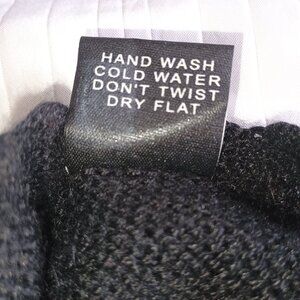 HAND WASH
COLD WATER
DON'T TWIST
DRY FLAT